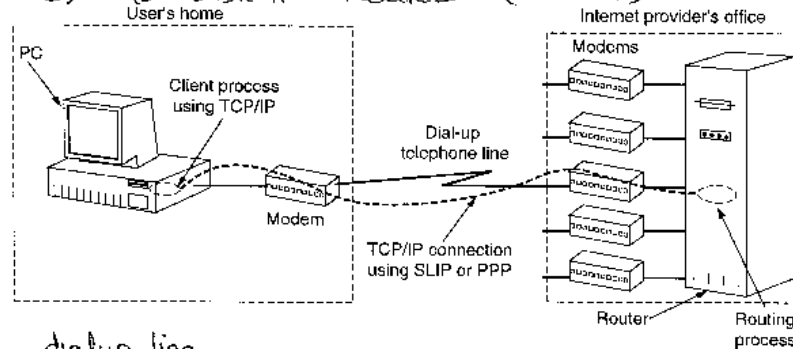 User's home
Internet provider's office
PC
Client process
using TCP/IP
Modems
Dial-up
telephone line
Modem
TCP/IP connection
using SLIP or PPP
Router
Routing
process
dialup line